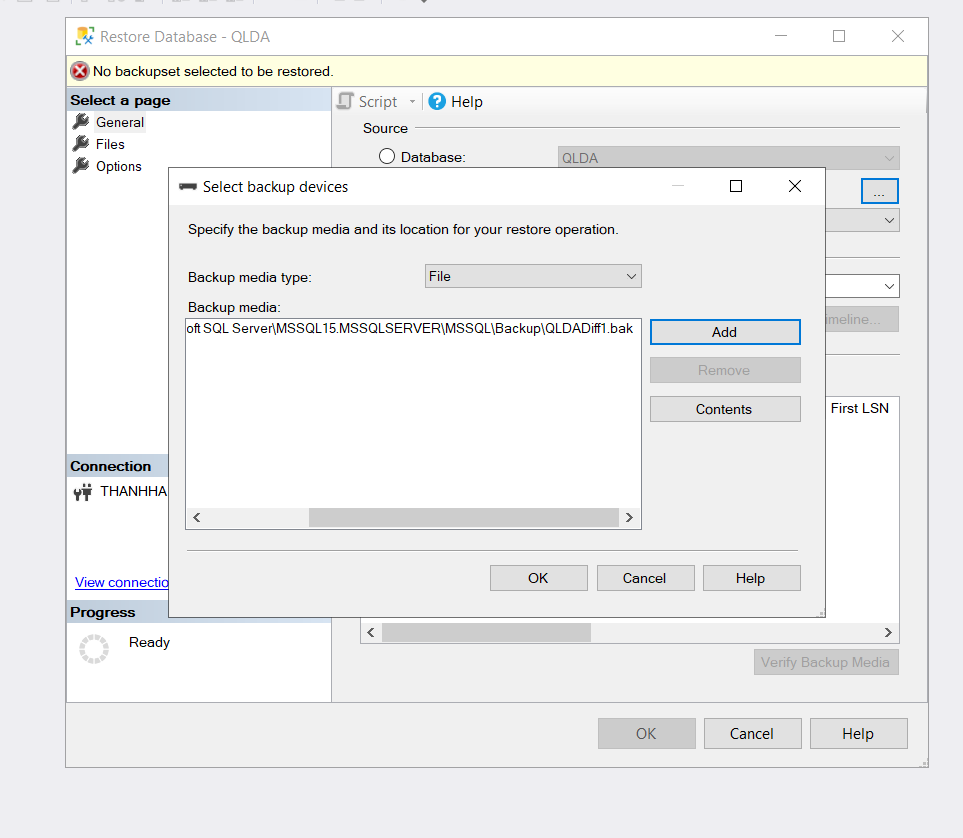 Restore Database - QLDA
No backupset selected to be restored.
Select a page
General
Files
Options
Script
Help
Source
Database:
QLDA
...
Select backup devices
Specify the backup media and its location for your restore operation.
Backup media type:
File
Backup media:
oft SQL Server\MSSQL15.MSSQLSERVER\MSSQL\Backup\QLDADiff1.bak
Add
Remove
Contents
OK
Cancel
Help
imeline...
First LSN
Connection
THANHHA
View connectio
Progress
Ready
Verify Backup Media
OK
Cancel
Help